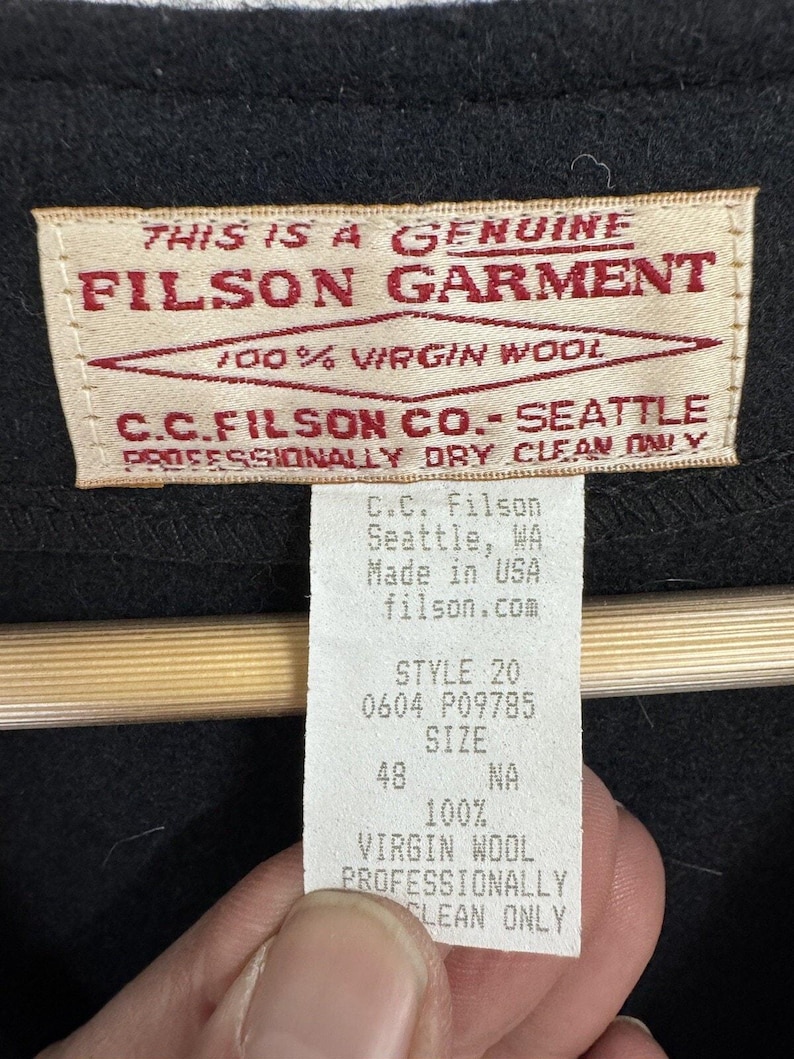 THIS IS A GENUINE
FILSON GARMENT
100% VIRGIN WOOL
C.C. FILSON CO.- SEATTLE
PROFESSIONALLY DRY CLEAN ONLY
C.C. Filson
Seattle, WA
Made in USA
filson.com
STYLE 20
0604 P09785
SIZE
48 NA
100%
VIRGIN WOOL
PROFESSIONALLY
CLEAN ONLY